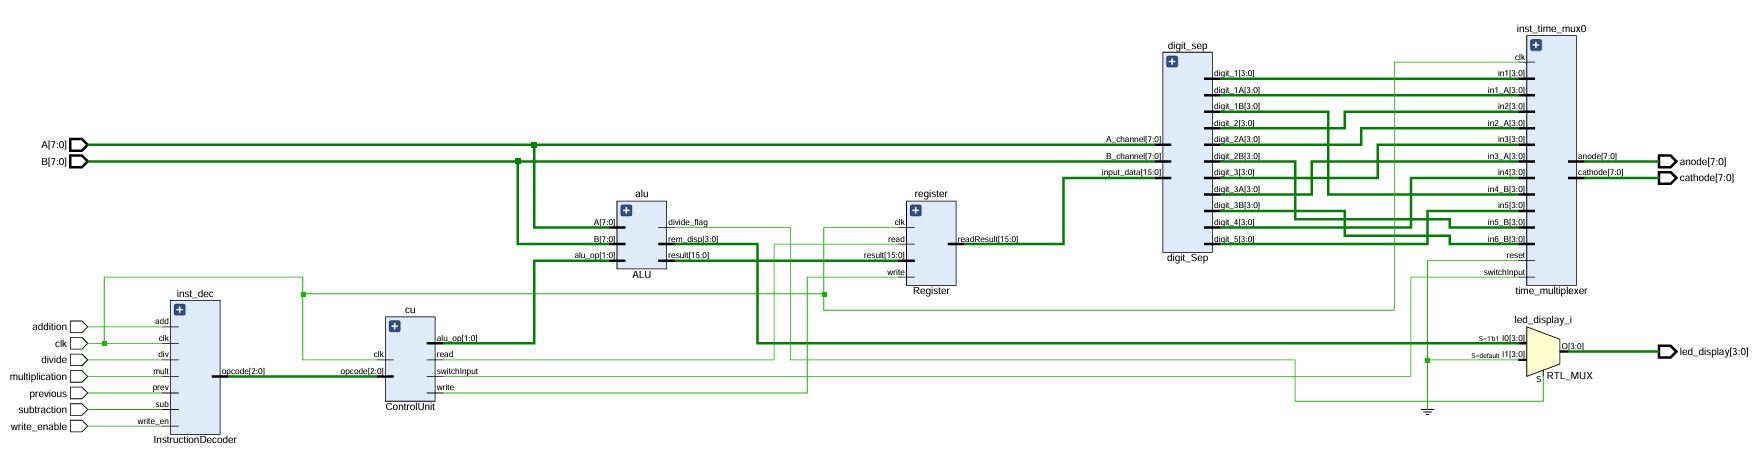 A[7:0]
B[7:0]
addition
clk
divide
multiplication
previous
subtraction
write_enable
inst_dec
add
clk
div
mult
prev
sub
write_en
opcode[2:0]
InstructionDecoder
cu
clk
opcode[2:0]
alu_op[1:0]
read
switchInput
write
ControlUnit
alu
A[7:0]
B[7:0]
alu_op[1:0]
divide_flag
rem_disp[3:0]
result[15:0]
ALU
register
clk
read
result[15:0]
write
readResult[15:0]
Register
digit_sep
A_channel[7:0]
B_channel[7:0]
input_data[15:0]
digit_1[3:0]
digit_1A[3:0]
digit_1B[3:0]
digit_2[3:0]
digit_2A[3:0]
digit_2B[3:0]
digit_3[3:0]
digit_3A[3:0]
digit_3B[3:0]
digit_4[3:0]
digit_5[3:0]
digit_Sep
inst_time_mux0
clk
in1[3:0]
in1_A[3:0]
in2[3:0]
in2_A[3:0]
in3[3:0]
in3_A[3:0]
in4[3:0]
in4_B[3:0]
in5[3:0]
in5_B[3:0]
in6_B[3:0]
reset
switchInput
anode[7:0]
cathode[7:0]
time_multiplexer
anode[7:0]
cathode[7:0]
led_display_i
S=1'b1 I0[3:0]
S=default I1[3:0]
S
O[3:0]
RTL_MUX
led_display[3:0]